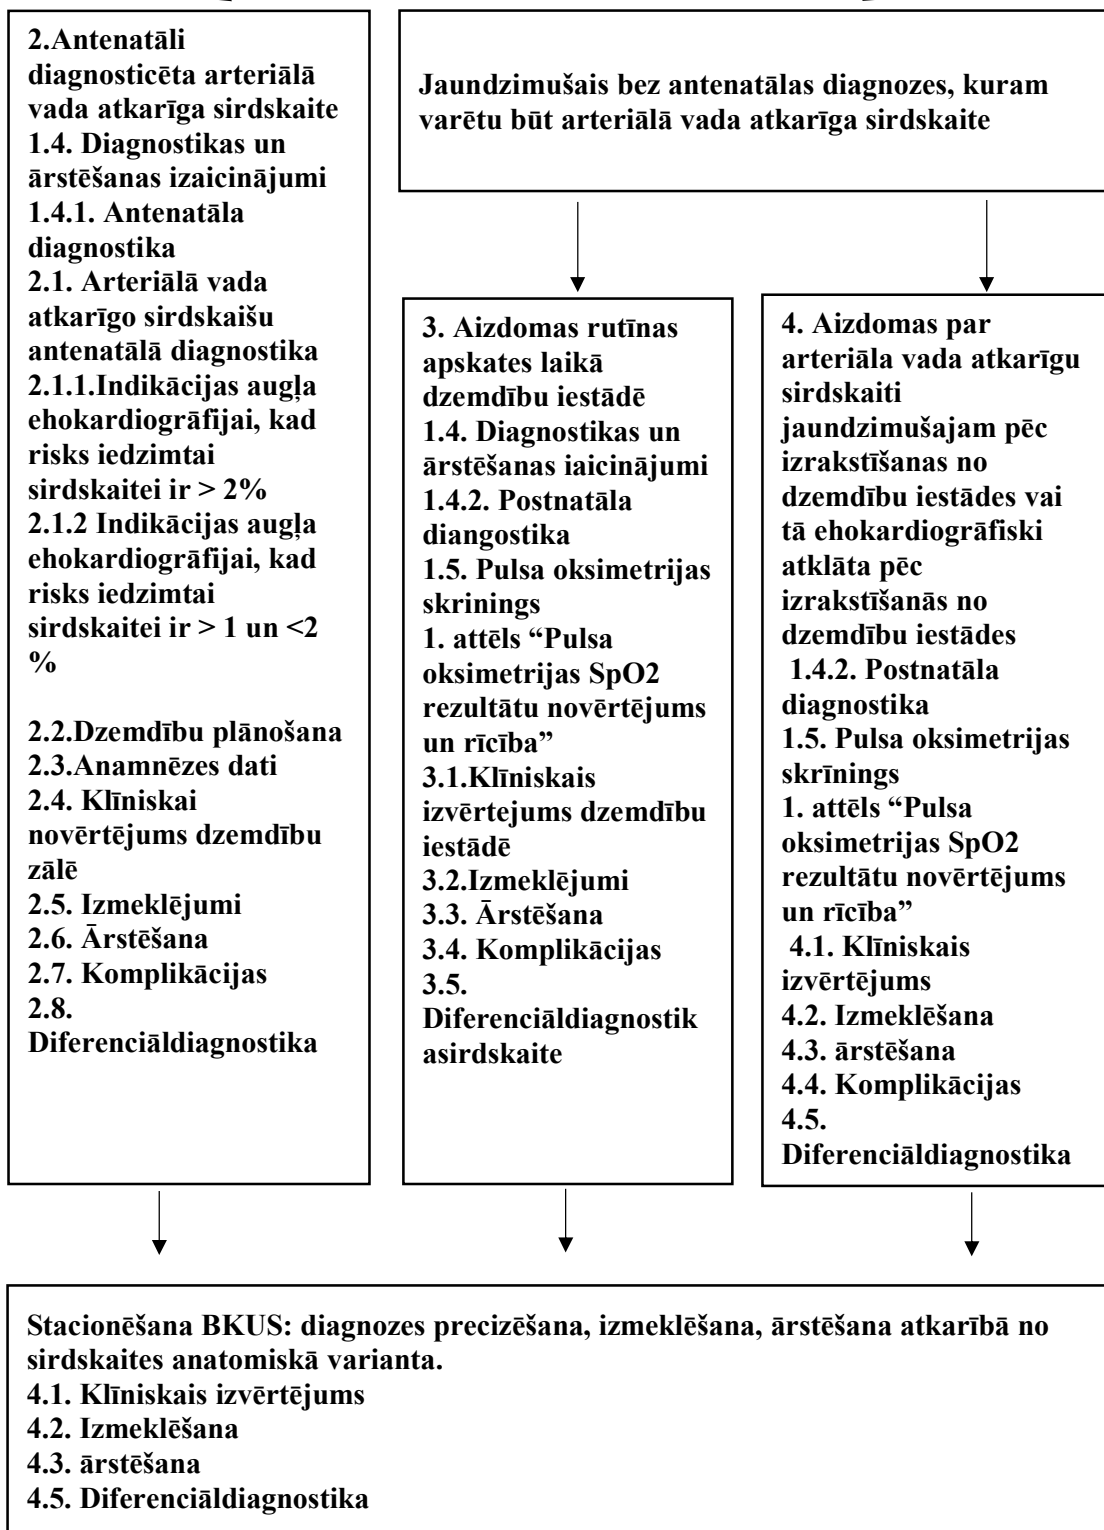 2.Antenatāli
diagnosticēta arteriālā
vada atkarīga sirdskaite
1.4. Diagnostikas un
ārstēšanas izaicinājumi
1.4.1. Antenatāla
diagnostika
2.1. Arteriālā vada
atkarīgo sirdskaišu
antenatālā diagnostika
2.1.1.Indikācijas augļa
ehokardiogrāfijai, kad
risks iedzimtai
sirdskaitei ir > 2%
2.1.2 Indikācijas augļa
ehokardiogrāfijai, kad
risks iedzimtai
sirdskaitei ir > 1 un <2
%
2.2.Dzemdību plānošana
2.3.Anamnēzes dati
2.4. Klīniskai
novērtējums dzemdību
zālē
2.5. Izmeklējumi
2.6. Ārstēšana
2.7. Komplikācijas
2.8.
Diferenciāldiagnostika
Jaundzimušais bez antenatālas diagnozes, kuram
varētu būt arteriālā vada atkarīga sirdskaite
3. Aizdomas rutīnas
apskates laikā
dzemdību iestādē
1.4. Diagnostikas un
ārstēšanas iaicinājumi
1.4.2. Postnatāla
diangostika
1.5. Pulsa oksimetrijas
skrinings
1. attēls “Pulsa
oksimetrijas SpO2
rezultātu novērtējums
un rīcība”
3.1.Klīniskais
izvērtejums dzemdību
iestādē
3.2.Izmeklējumi
3.3. Ārstēšana
3.4. Komplikācijas
3.5.
Diferenciāldiagnostik
asirdskaite
4. Aizdomas par
arteriāla vada atkarīgu
sirdskaiti
jaundzimušajam pēc
izrakstīšanas no
dzemdību iestādes vai
tā ehokardiogrāfiski
atklāta pēc
izrakstīšanās no
dzemdību iestādes
1.4.2. Postnatāla
diagnostika
1.5. Pulsa oksimetrijas
skrīnings
1. attēls “Pulsa
oksimetrijas SpO2
rezultātu novērtējums
un rīcība”
4.1. Klīniskais
izvērtējums
4.2. Izmeklēšana
4.3. ārstēšana
4.4. Komplikācijas
4.5.
Diferenciāldiagnostika
Stacionēšana BKUS: diagnozes precizēšana, izmeklēšana, ārstēšana atkarībā no
sirdskaites anatomiskā varianta.
4.1. Klīniskais izvērtējums
4.2. Izmeklēšana
4.3. ārstēšana
4.5. Diferenciāldiagnostika